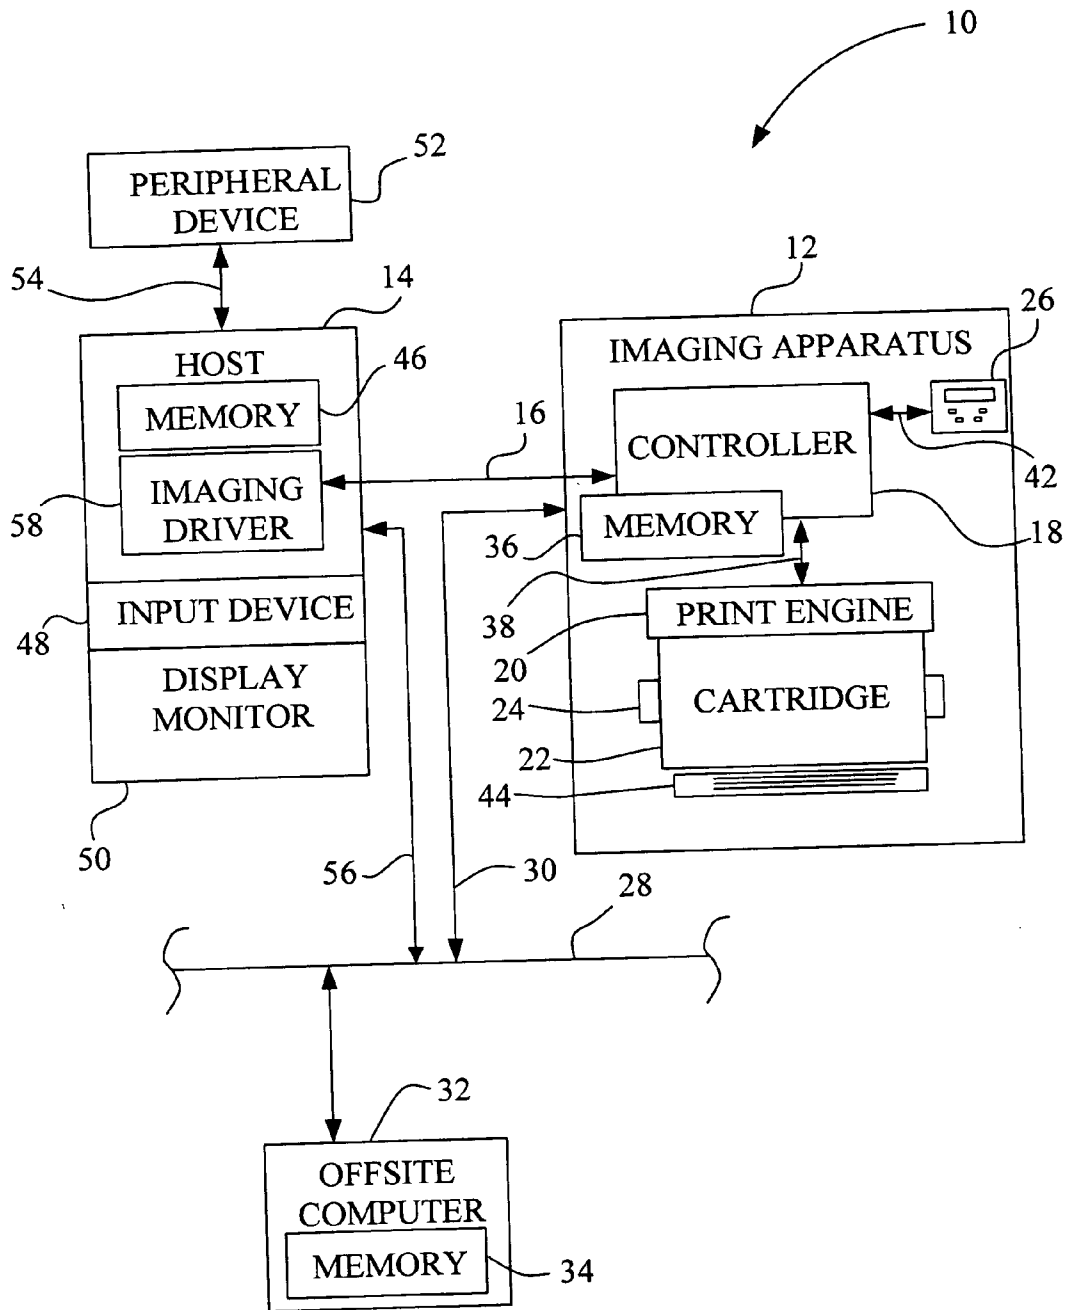 10
52
PERIPHERAL
DEVICE
54
14
12
26
HOST
46
MEMORY
IMAGING APPARATUS
16
CONTROLLER
42
58
IMAGING
DRIVER
36
MEMORY
18
38
48
INPUT DEVICE
20
PRINT ENGINE
DISPLAY
MONITOR
24
CARTRIDGE
22
44
50
56
30
28
32
OFFSITE
COMPUTER
MEMORY
34